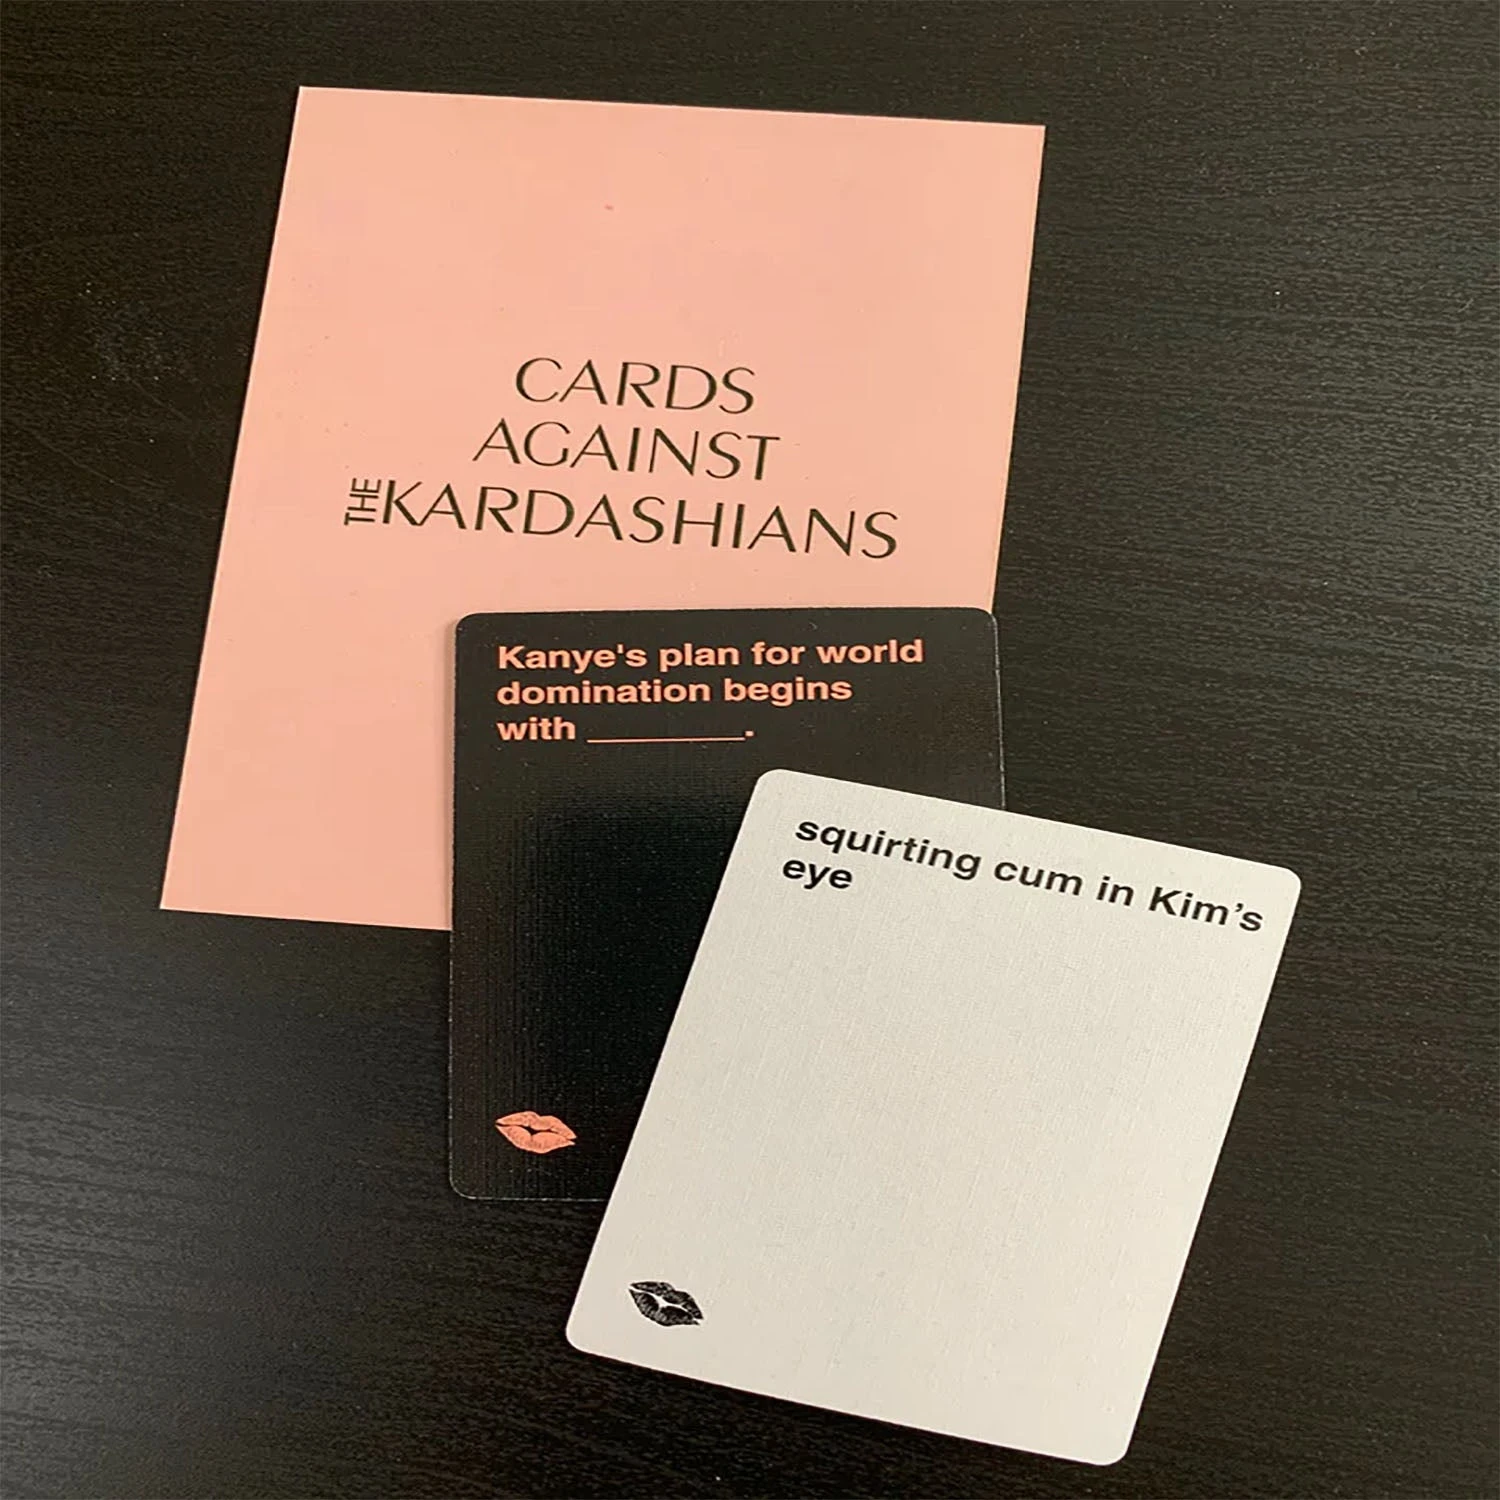 CARDS
AGAINST
THE KARDASHIANS
Kanye's plan for world
domination begins
with ________.
squirting cum in Kim’s
eye